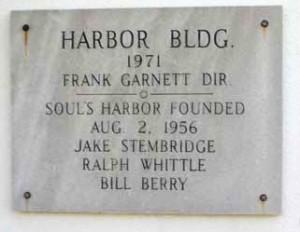 HARBOR BLDG.
1971
FRANK GARNETT DIR.
SOUL'S HARBOR FOUNDED
AUG. 2, 1956
JAKE STEMBRIDGE
RALPH WHITTLE
BILL BERRY